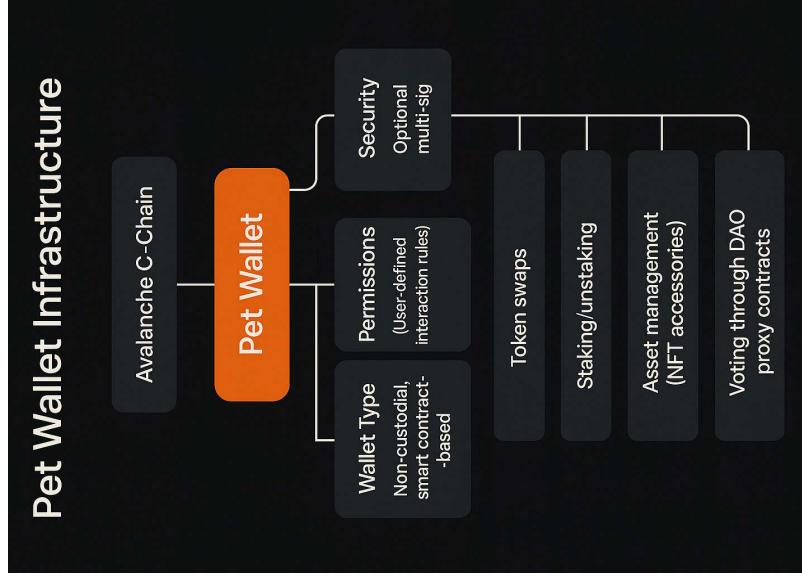 Pet Wallet Infrastructure
Avalanche C-Chain
Pet Wallet
Wallet Type
Non-custodial,
smart contract-
-based
Permissions
(User-defined
interaction rules)
Security
Optional
multi-sig
Token swaps
Staking/unstaking
Asset management
(NFT accessories)
Voting through DAO
proxy contracts